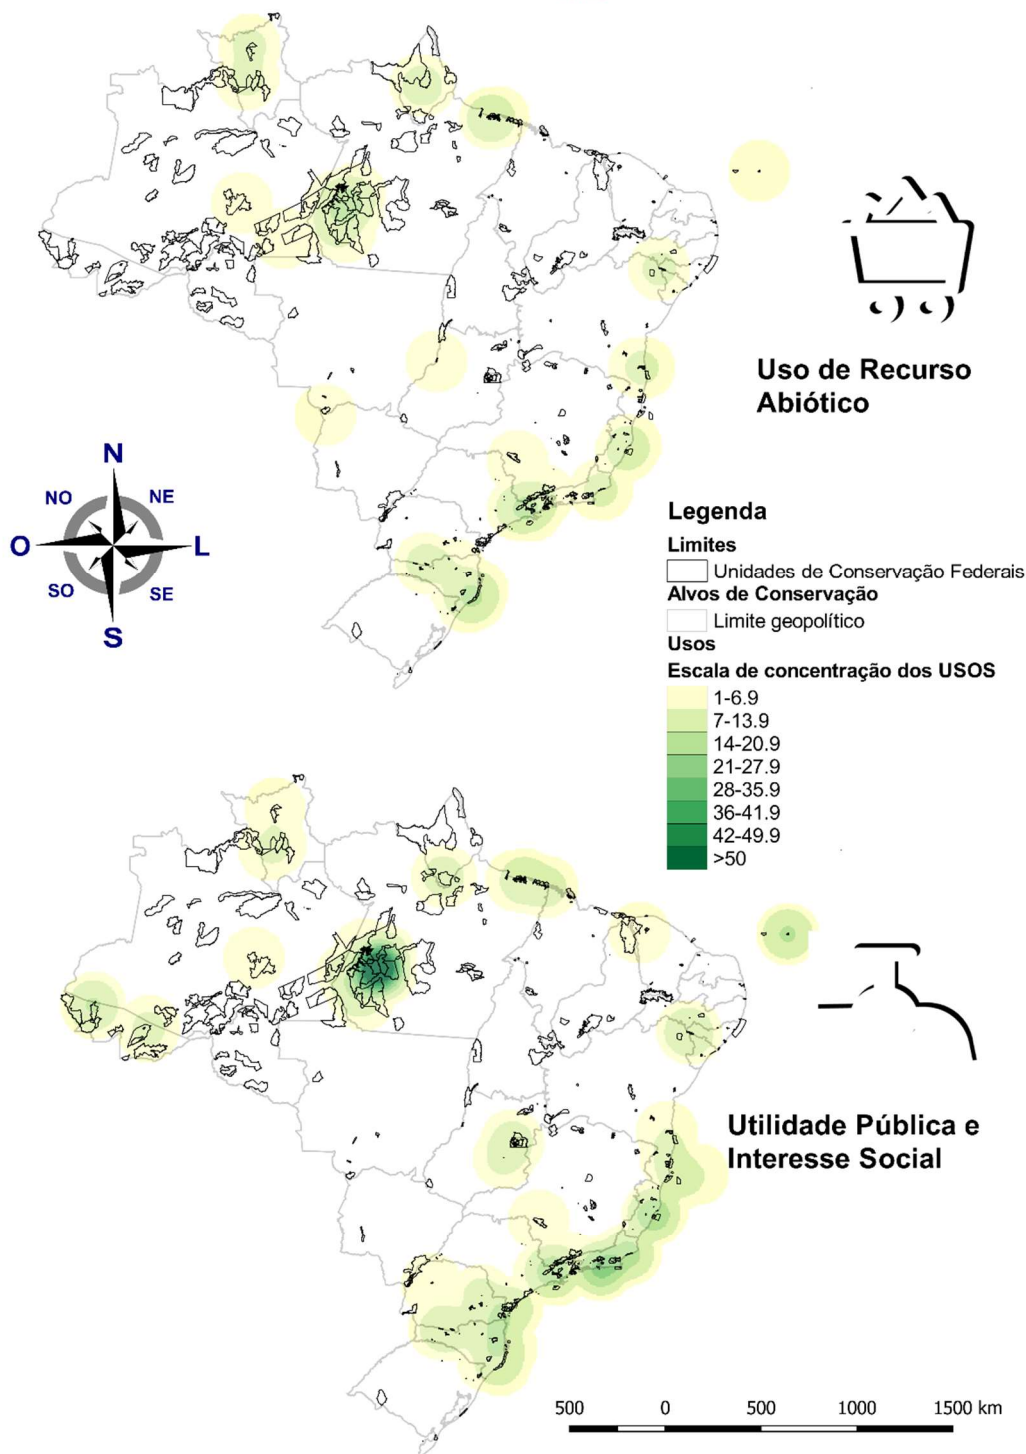 Uso de Recurso
Abiótico
N
NO
NE
O
L
SO
SE
S
Legenda
Limites
Unidades de Conservação Federais
Alvos de Conservação
Limite geopolítico
Usos
Escala de concentração dos USOS
1-6.9
7-13.9
14-20.9
21-27.9
28-35.9
36-41.9
42-49.9
>50
Utilidade Pública e
Interesse Social
500 0 500 1000 1500 km